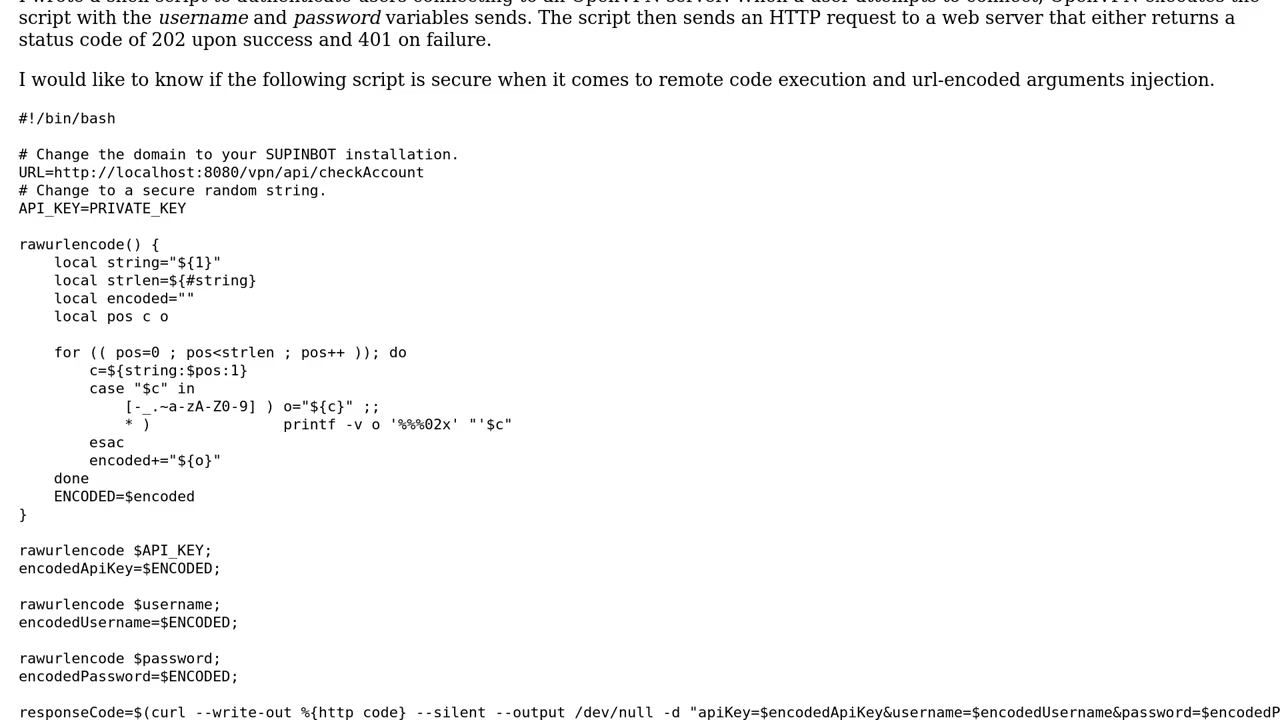 script with the username and password variables sends. The script then sends an HTTP request to a web server that either returns a
status code of 202 upon success and 401 on failure.
I would like to know if the following script is secure when it comes to remote code execution and url-encoded arguments injection.
#!/bin/bash
# Change the domain to your SUPINBOT installation.
URL=http://localhost:8080/vpn/api/checkAccount
# Change to a secure random string.
API_KEY=PRIVATE_KEY
rawurlencode() {
    local string="${1}"
    local strlen=${#string}
    local encoded=""
    local pos c o
    for (( pos=0 ; pos<strlen ; pos++ )); do
        c=${string:$pos:1}
        case "$c" in
            [-_.~a-zA-Z0-9] ) o="${c}" ;;
            * )               printf -v o '%%%02x' "'$c"
        esac
        encoded+="${o}"
    done
    ENCODED=$encoded
}
rawurlencode $API_KEY;
encodedApiKey=$ENCODED;
rawurlencode $username;
encodedUsername=$ENCODED;
rawurlencode $password;
encodedPassword=$ENCODED;
responseCode=$(curl --write-out %{http_code} --silent --output /dev/null -d "apiKey=$encodedApiKey&username=$encodedUsername&password=$encodedP